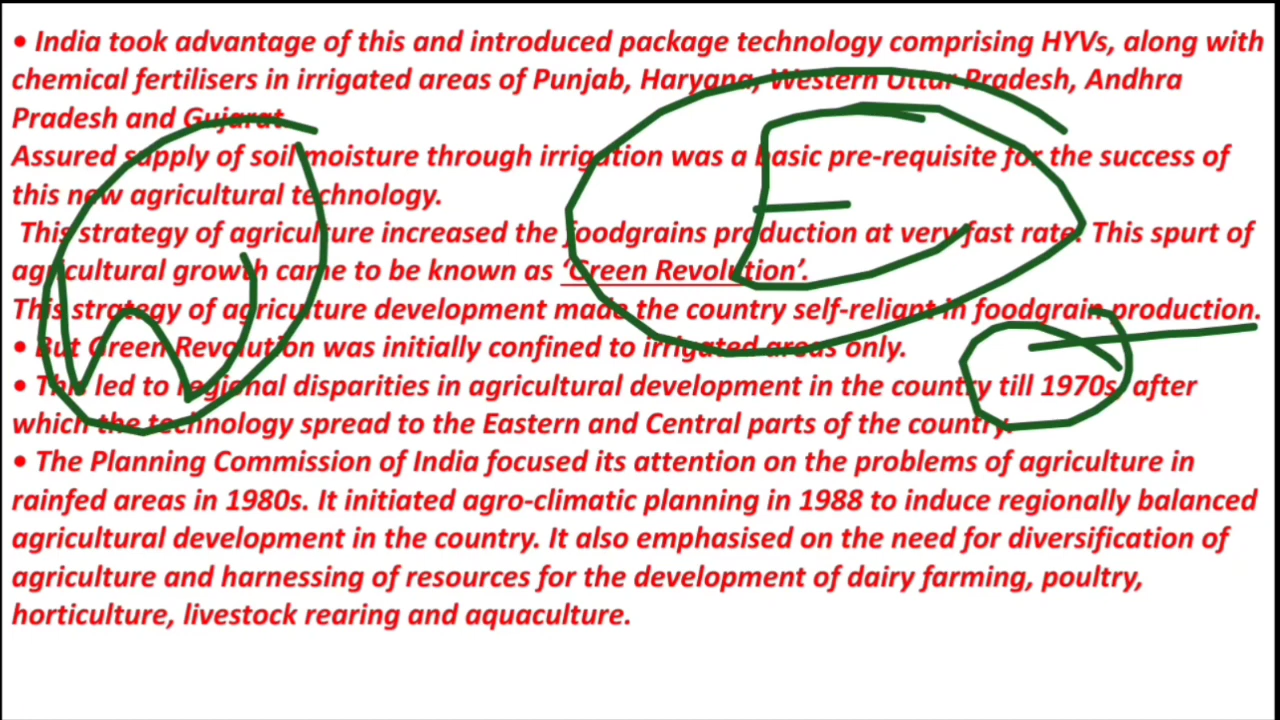 • India took advantage of this and introduced package technology comprising HYVs, along with
chemical fertilisers in irrigated areas of Punjab, Haryana, Western Uttar Pradesh, Andhra
Pradesh and Gujarat.
Assured supply of soil moisture through irrigation was a basic pre-requisite for the success of
this new agricultural technology.
This strategy of agriculture increased the foodgrains production at very fast rate. This spurt of
agricultural growth came to be known as ‘Green Revolution’.
This strategy of agriculture development made the country self-reliant in foodgrain production.
• But Green Revolution was initially confined to irrigated areas only.
• This led to regional disparities in agricultural development in the country till 1970s, after
which the technology spread to the Eastern and Central parts of the country.
• The Planning Commission of India focused its attention on the problems of agriculture in
rainfed areas in 1980s. It initiated agro-climatic planning in 1988 to induce regionally balanced
agricultural development in the country. It also emphasised on the need for diversification of
agriculture and harnessing of resources for the development of dairy farming, poultry,
horticulture, livestock rearing and aquaculture.
W
E